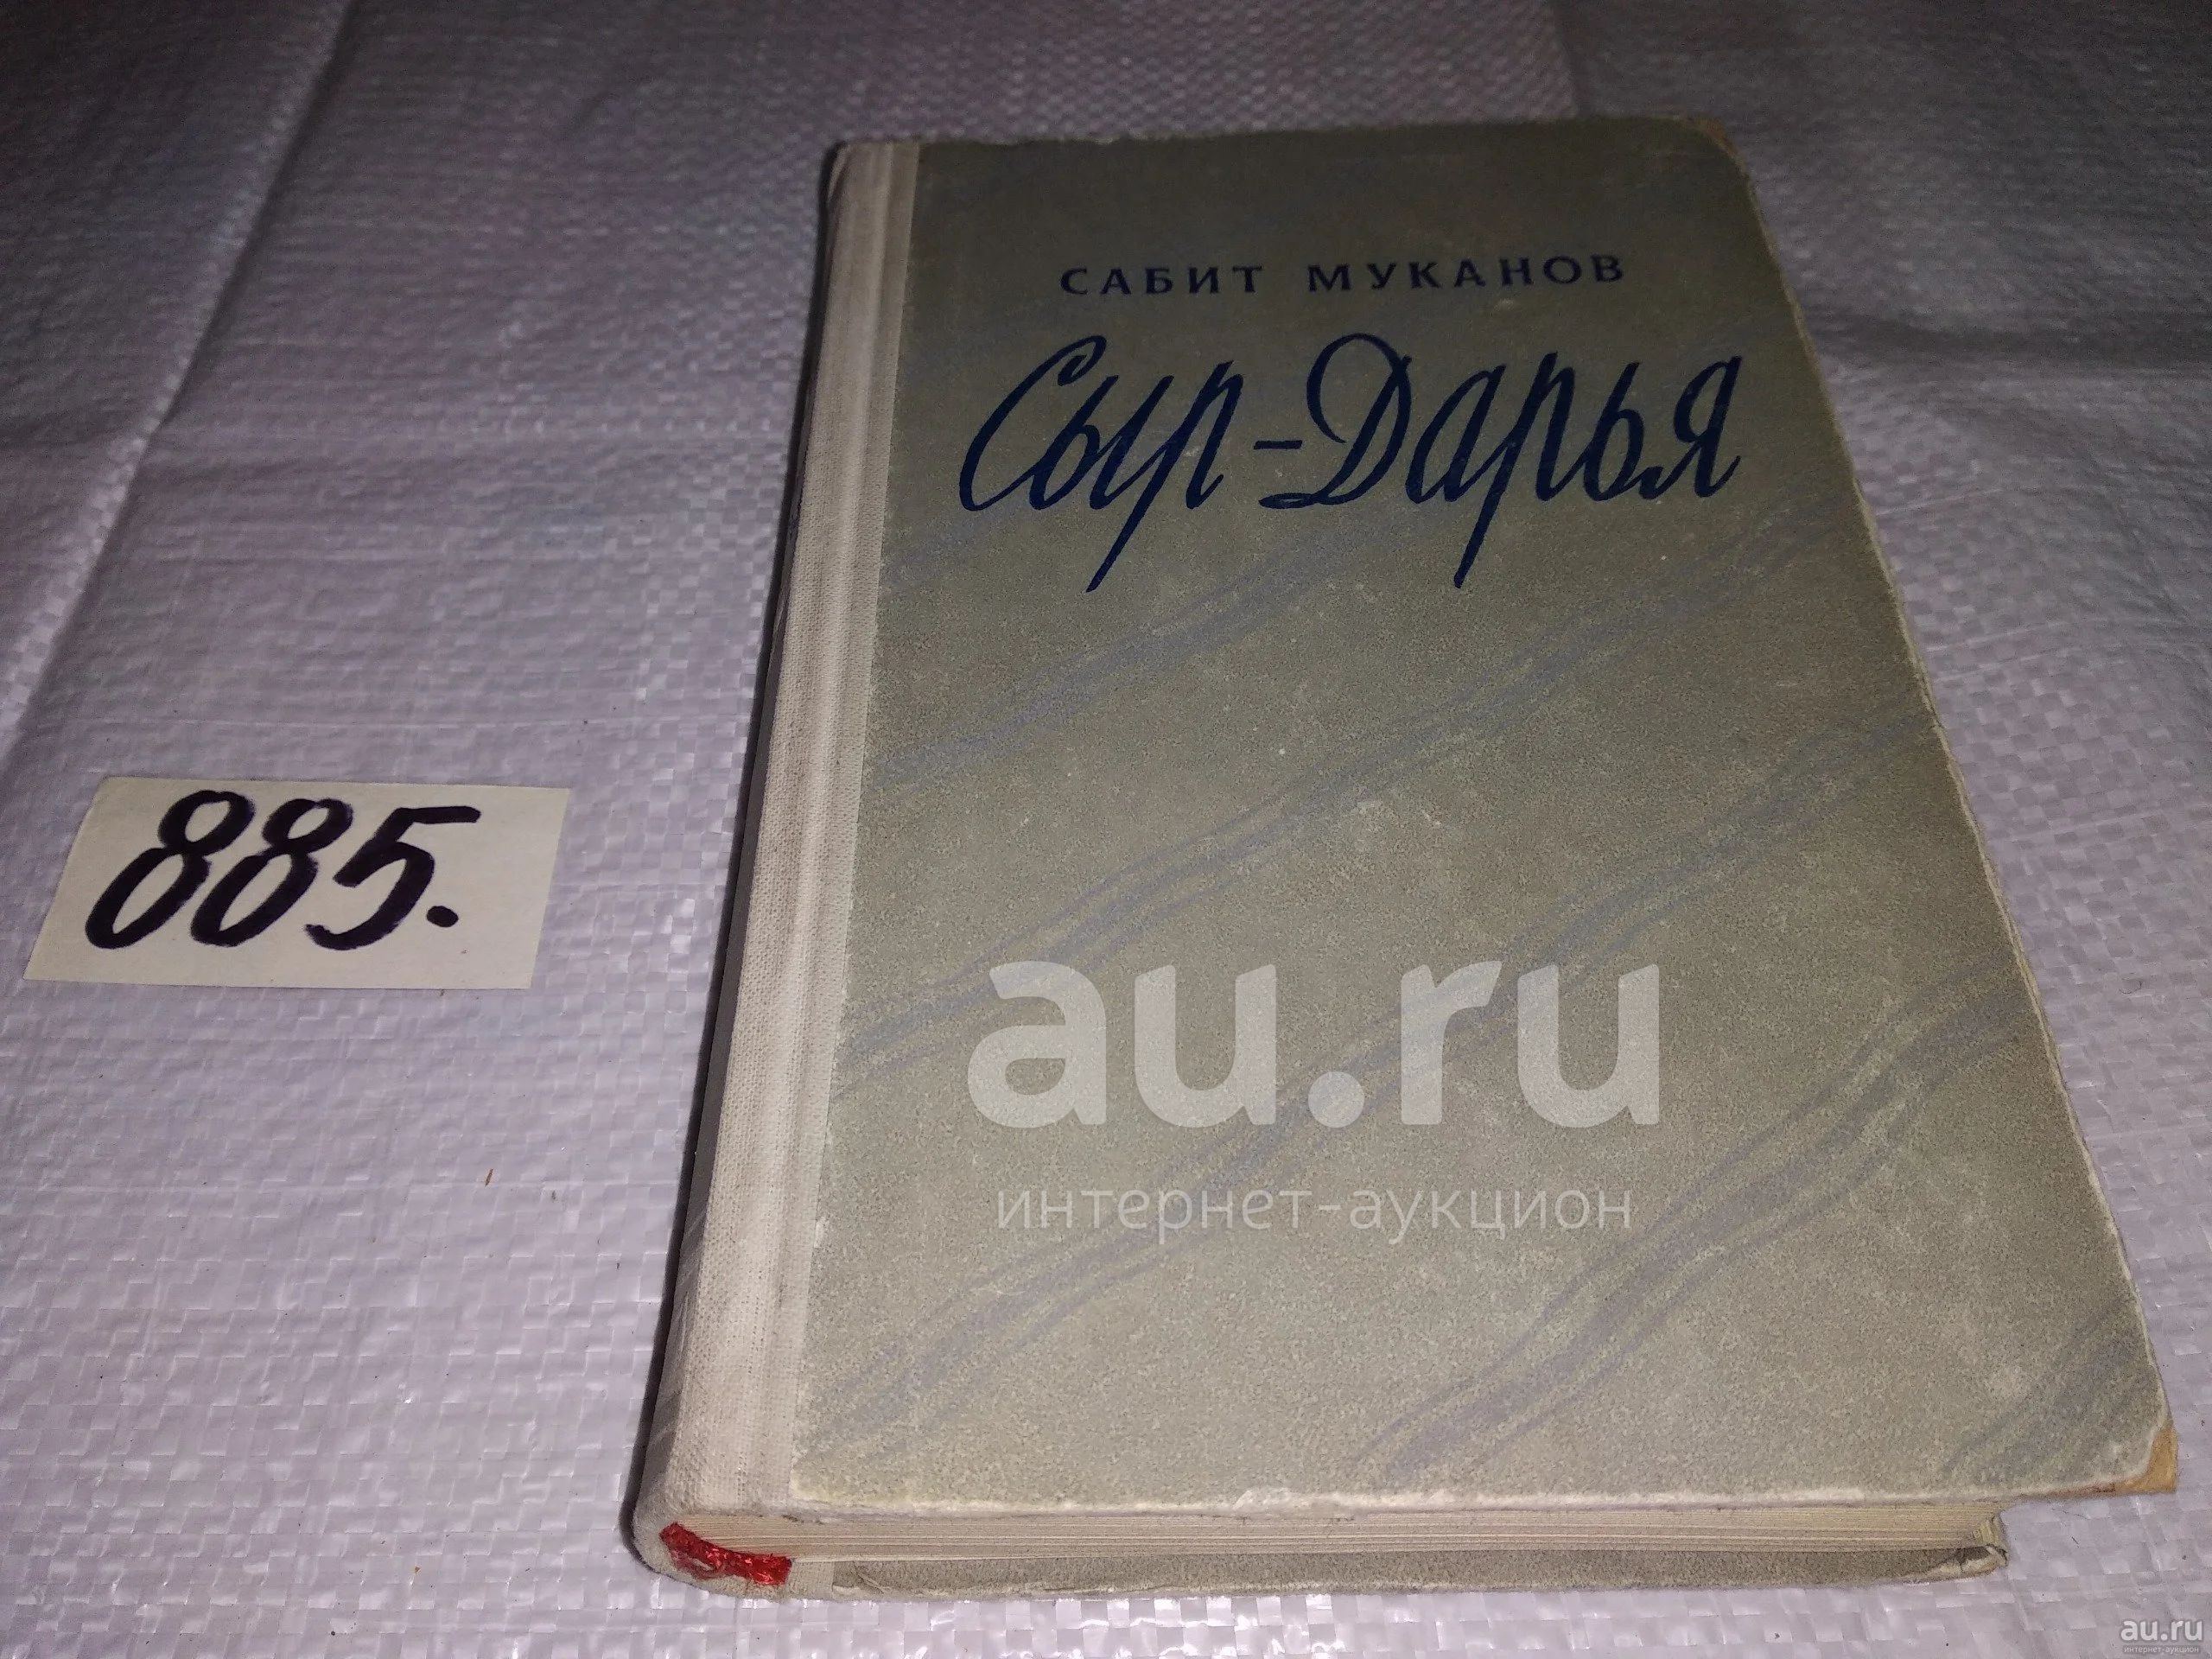 САБИТ МУКАНОВ
Сыр-Дарья
885.
au.ru
интернет-аукцион
au.ru
интернет-аукцион